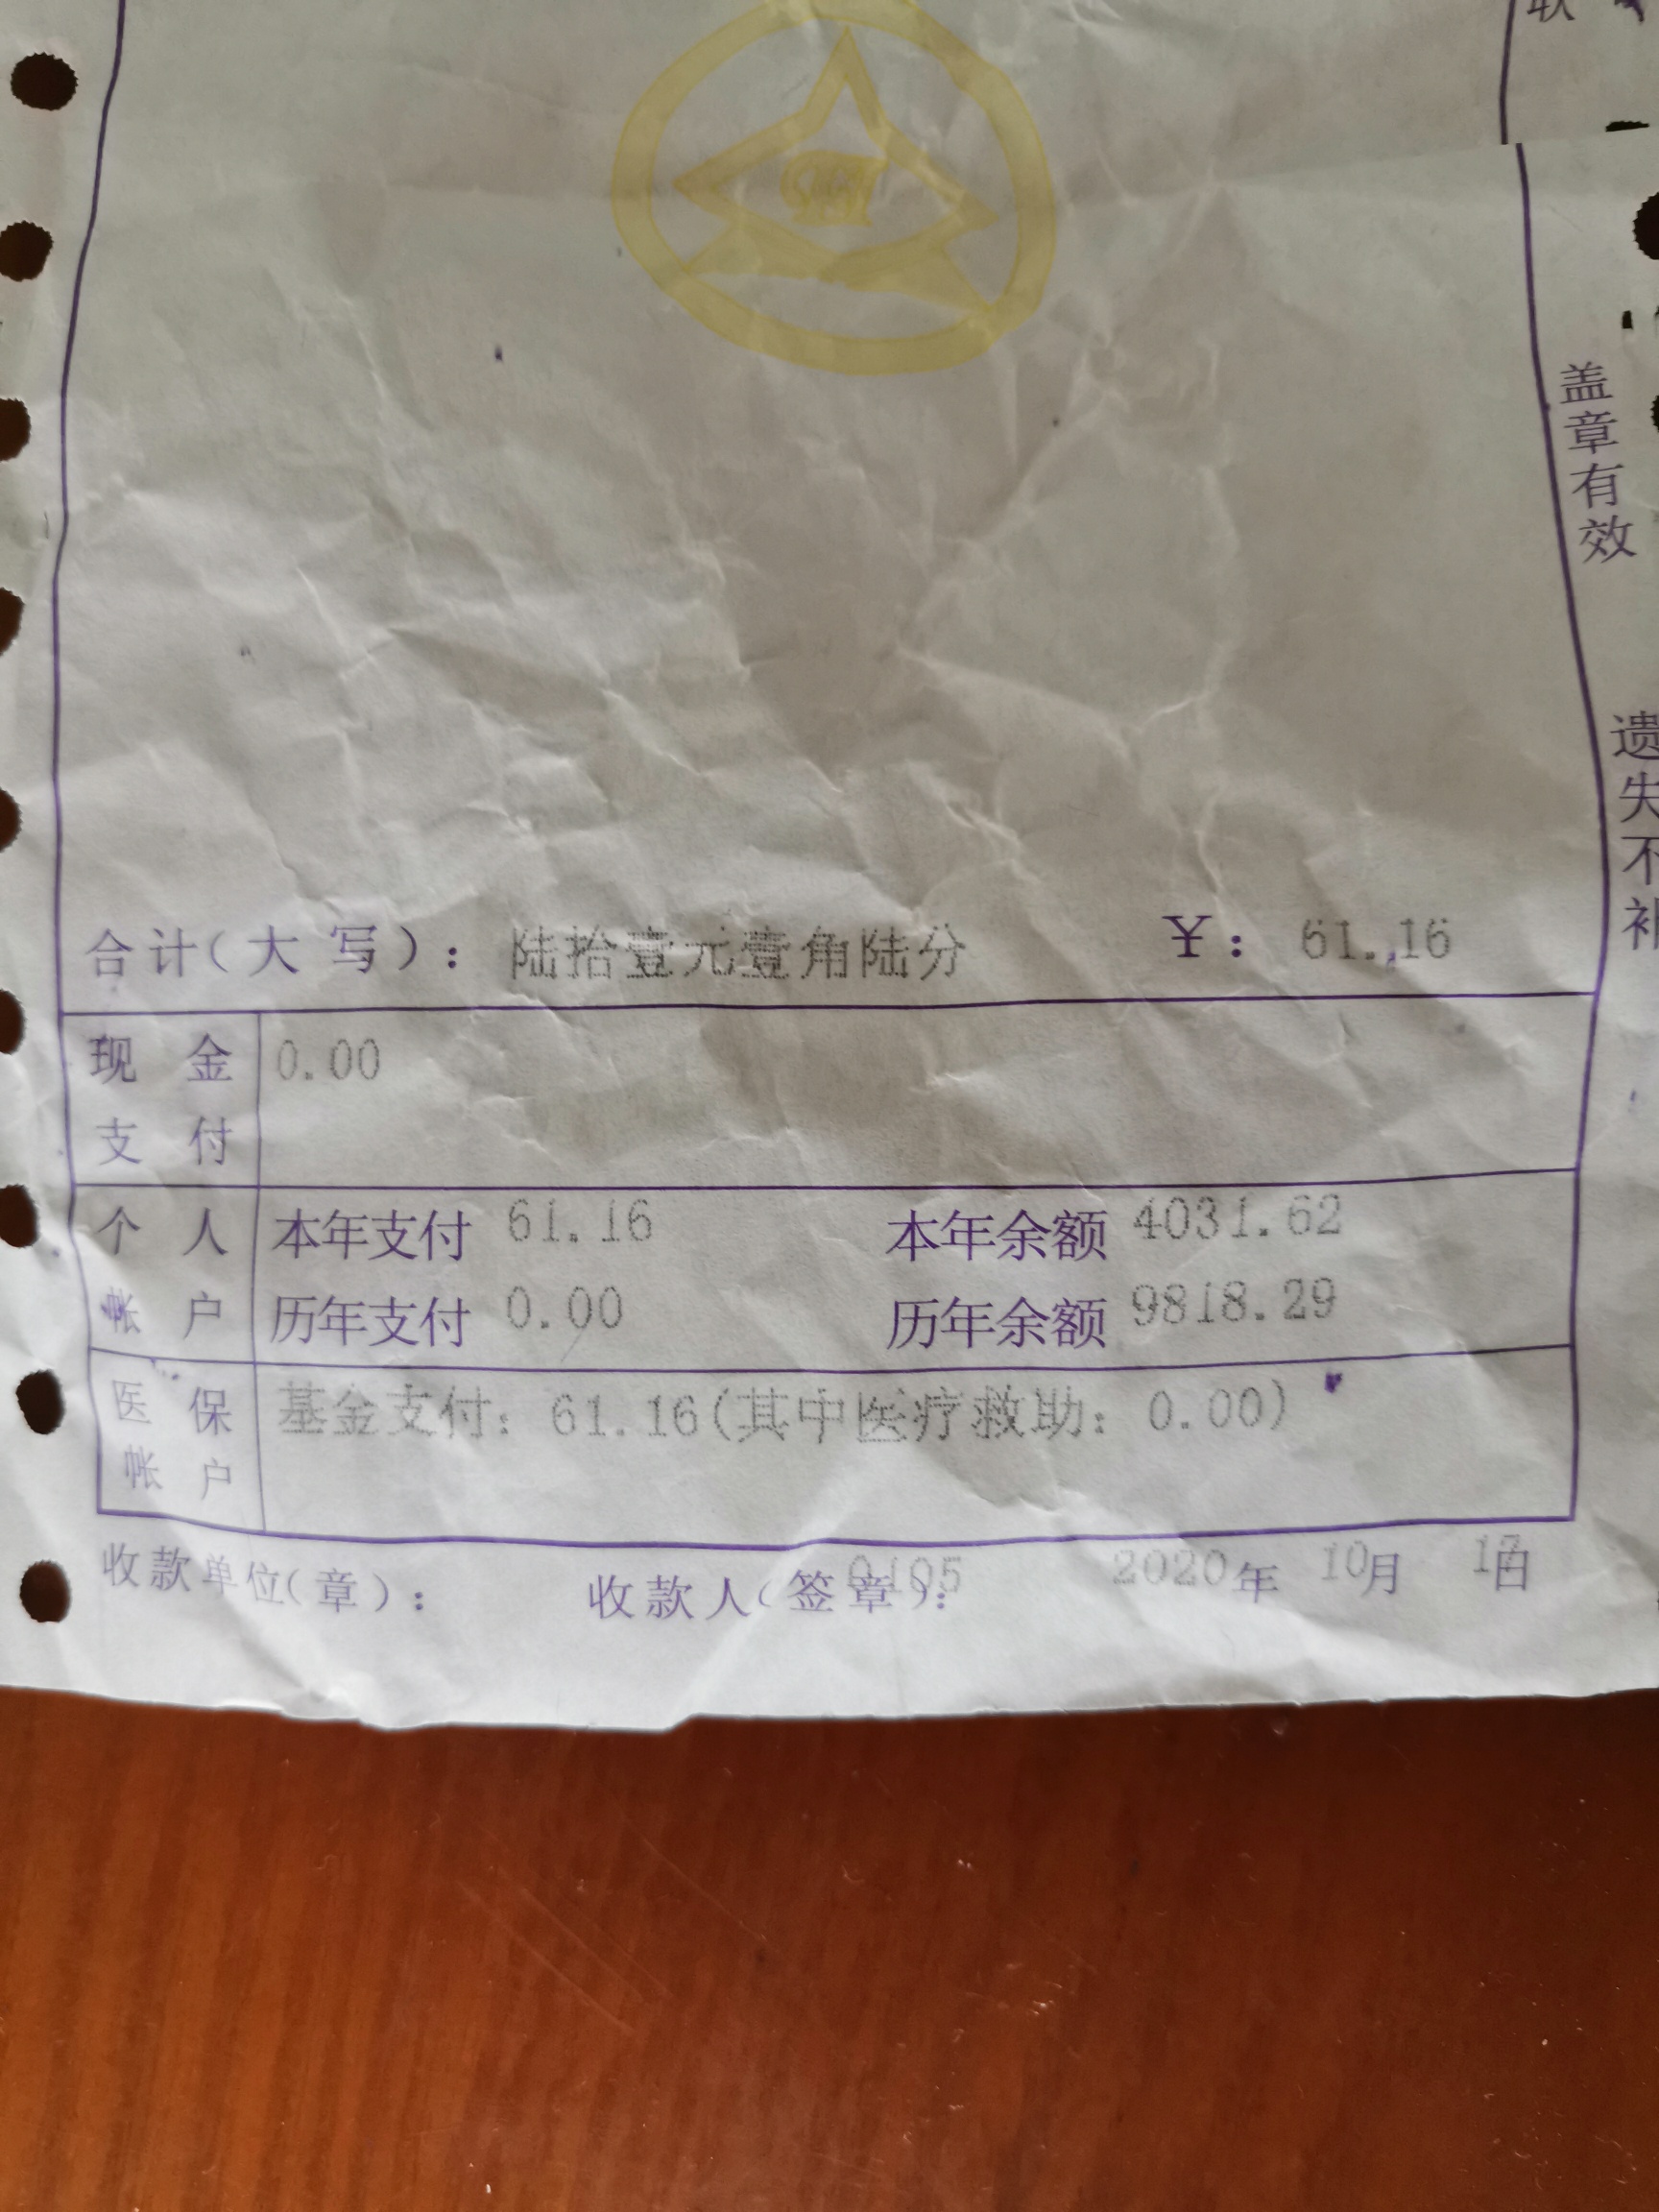 收
盖章有效
遗失不补
合计(大写): 陆拾壹元壹角陆分 ¥: 61.16
现金 0.00
支付
个人 本年支付 61.16 本年余额 4031.62
帐户 历年支付 0.00 历年余额 9818.29
医保 基金支付: 61.16(其中医疗救助: 0.00)
帐户
收款单位(章): 收款人(签章): 0105 2020年 10月 17日